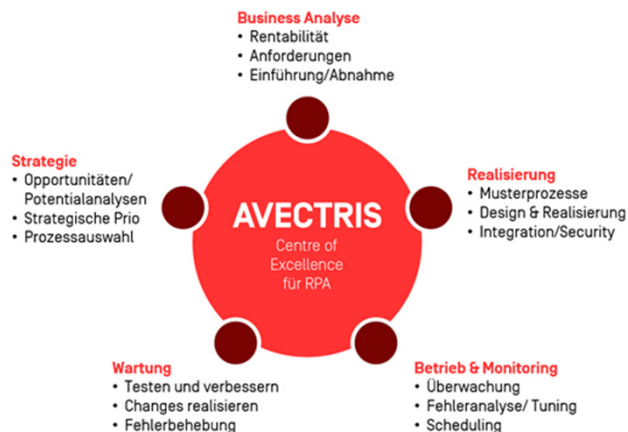 Business Analyse
• Rentabilität
• Anforderungen
• Einführung/Abnahme
Strategie
• Opportunitäten/
Potentialanalysen
• Strategische Prio
• Prozessauswahl
AVECTRIS
Centre of
Excellence
für RPA
Realisierung
• Musterprozesse
• Design & Realisierung
• Integration/Security
Wartung
• Testen und verbessern
• Changes realisieren
• Fehlerbehebung
Betrieb & Monitoring
• Überwachung
• Fehleranalyse/ Tuning
• Scheduling